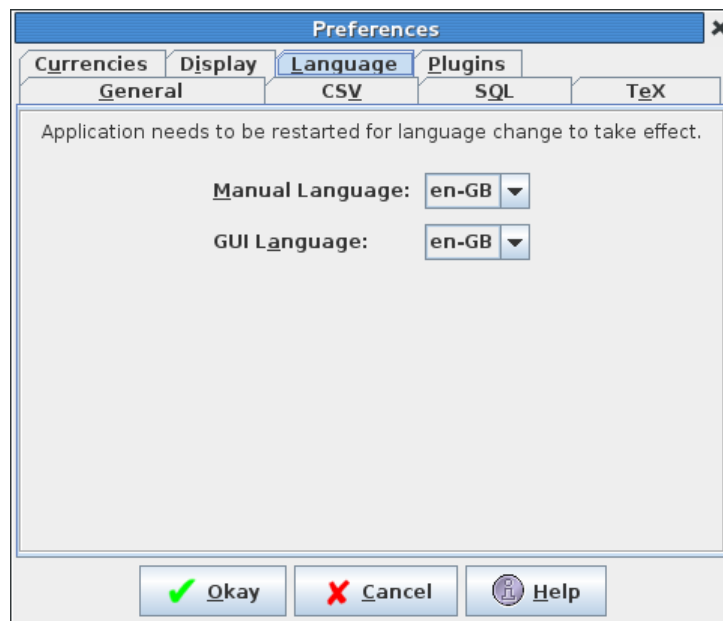 Preferences
Currencies Display Language Plugins
General CSV SQL TeX
Application needs to be restarted for language change to take effect.
Manual Language: en-GB
GUI Language: en-GB
Okay Cancel Help